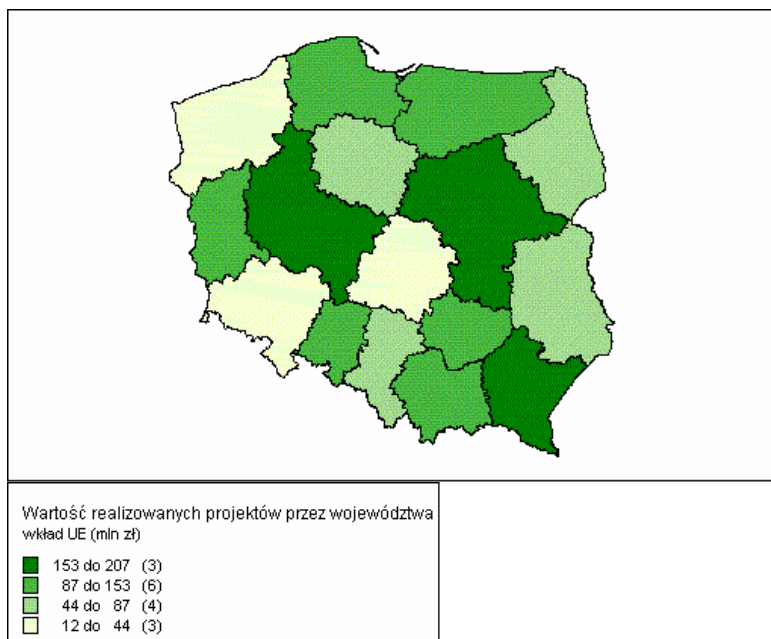 Wartość realizowanych projektów przez województwa
wkład UE (mln zł)
153 do 207 (3)
87 do 153 (6)
44 do 87 (4)
12 do 44 (3)